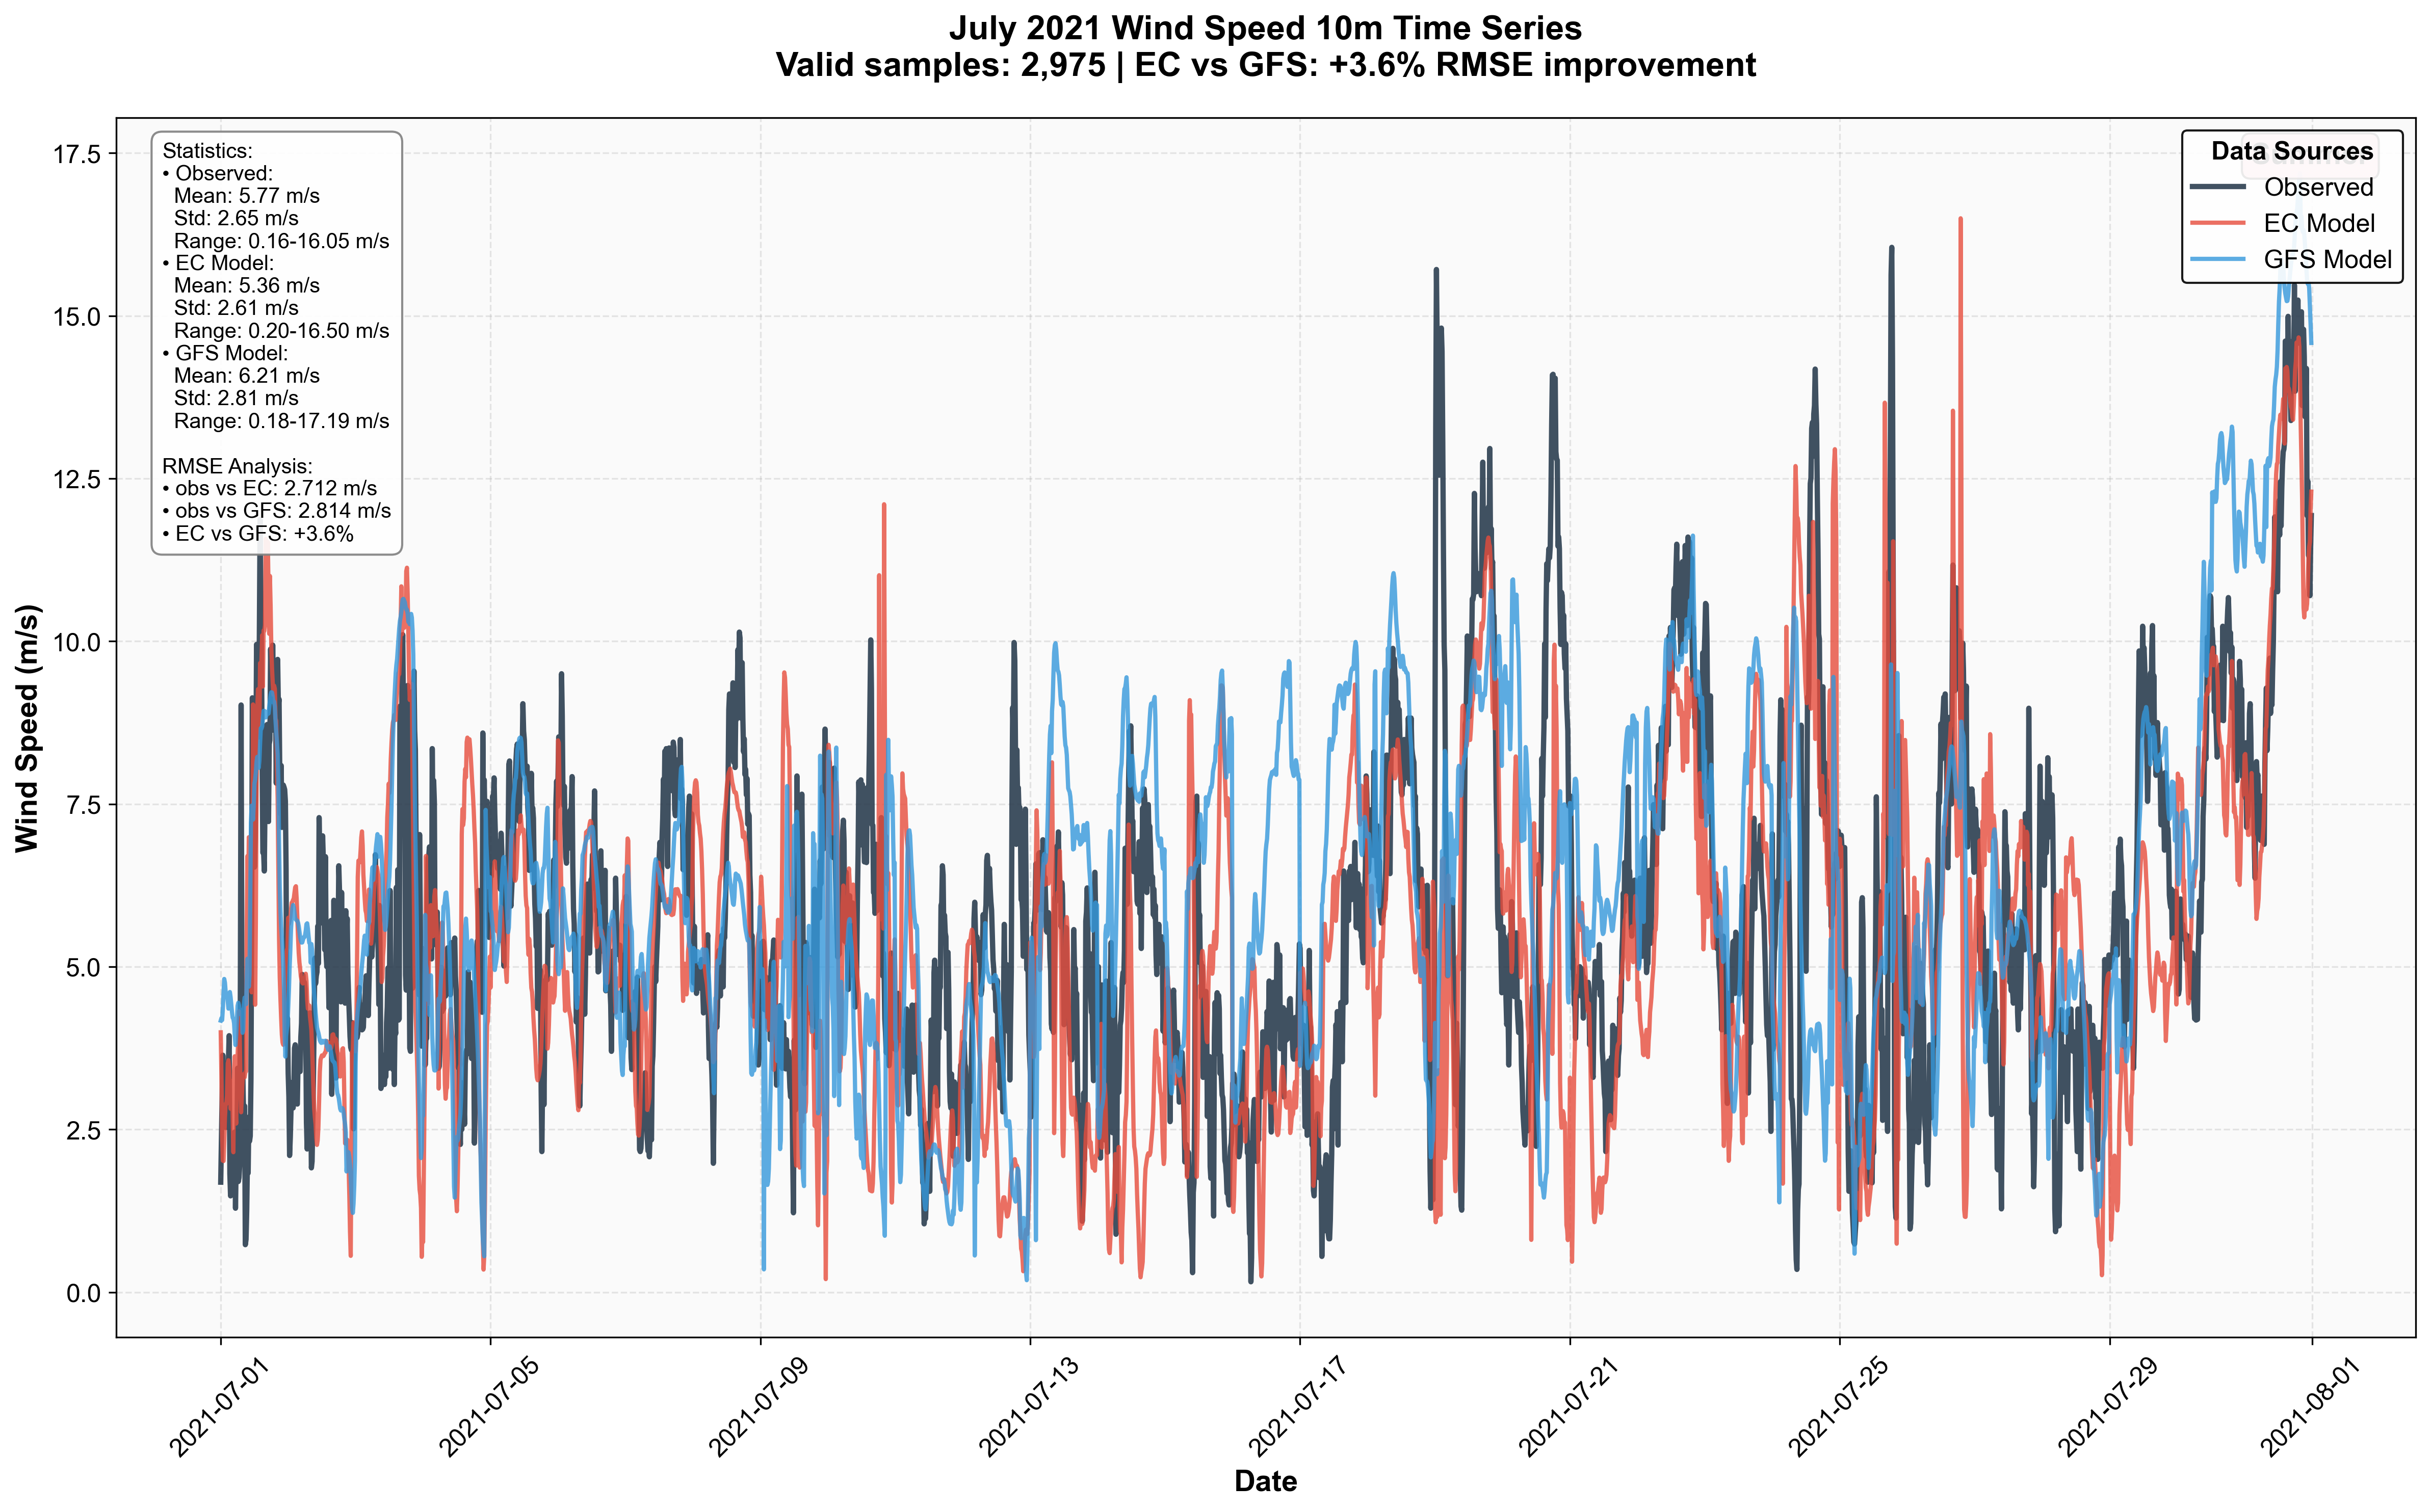 July 2021 Wind Speed 10m Time Series
Valid samples: 2,975 | EC vs GFS: +3.6% RMSE improvement
Statistics:
• Observed:
Mean: 5.77 m/s
Std: 2.65 m/s
Range: 0.16-16.05 m/s
• EC Model:
Mean: 5.36 m/s
Std: 2.61 m/s
Range: 0.20-16.50 m/s
• GFS Model:
Mean: 6.21 m/s
Std: 2.81 m/s
Range: 0.18-17.19 m/s
RMSE Analysis:
• obs vs EC: 2.712 m/s
• obs vs GFS: 2.814 m/s
• EC vs GFS: +3.6%
Data Sources
Observed
EC Model
GFS Model
Wind Speed (m/s)
17.5
15.0
12.5
10.0
7.5
5.0
2.5
0.0
2021-07-01
2021-07-05
2021-07-09
2021-07-13
2021-07-17
2021-07-21
2021-07-25
2021-07-29
2021-08-01
Date